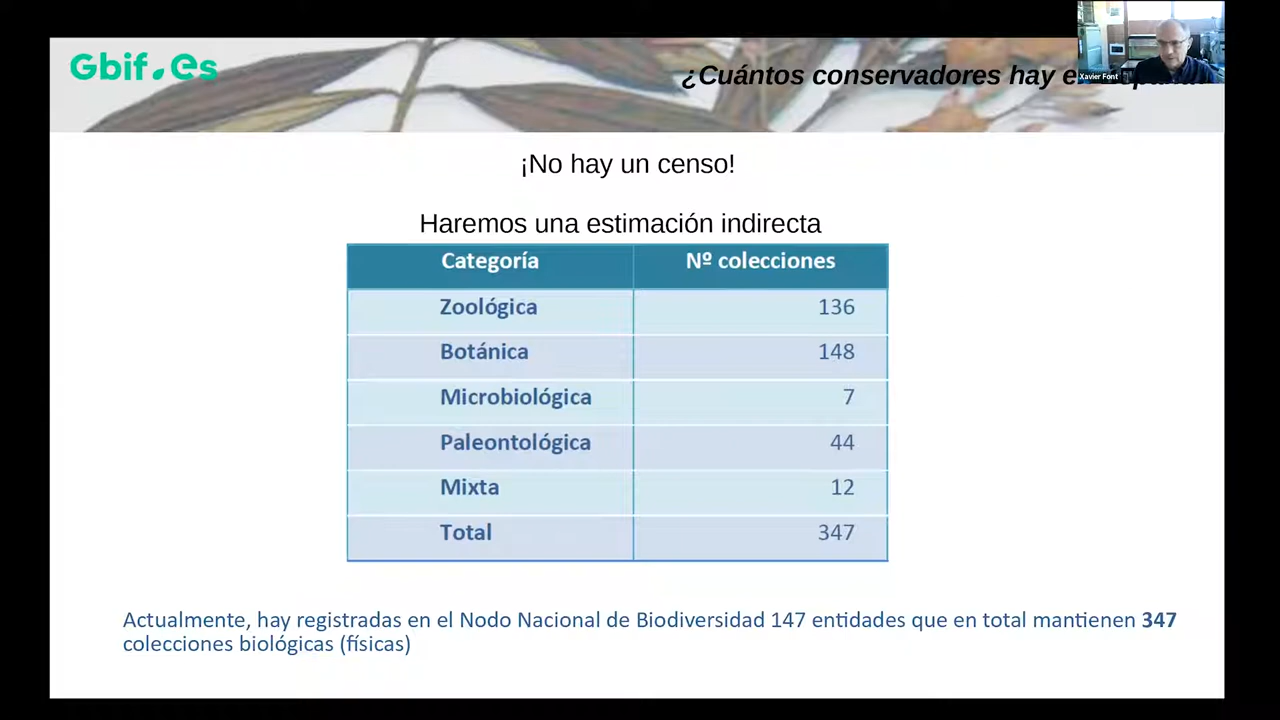 Gbif.es
¿Cuántos conservadores hay
Xavier Font
¡No hay un censo!
Haremos una estimación indirecta
Categoría Nº colecciones
Zoológica 136
Botánica 148
Microbiológica 7
Paleontológica 44
Mixta 12
Total 347
Actualmente, hay registradas en el Nodo Nacional de Biodiversidad 147 entidades que en total mantienen 347
colecciones biológicas (físicas)